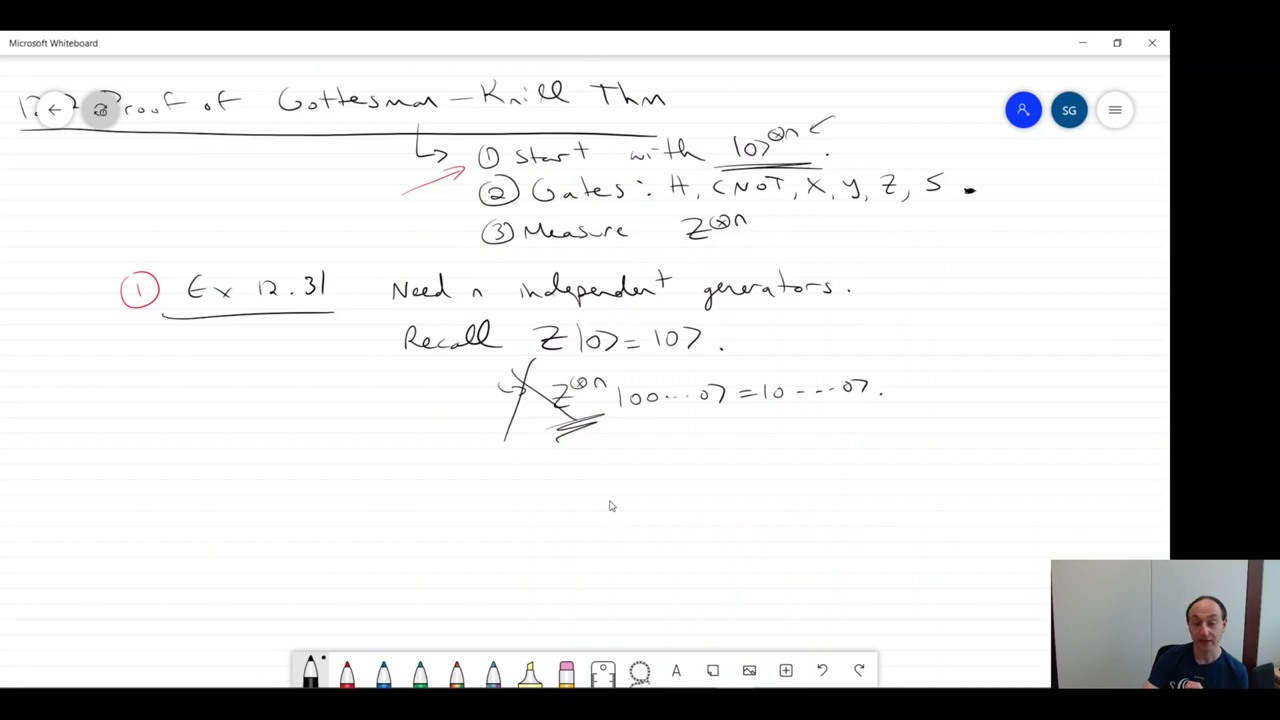 Microsoft Whiteboard
Proof of Gottesman-Knill Thm
① Start with |0⟩^⊗n.
② Gates: H, CNOT, X, Y, Z, S.
③ Measure Z^⊗n
SG
① Ex 12.31 Need n independent generators.
Recall Z|0⟩=|0⟩.
Z^⊗n |00···0⟩=|0---0⟩.
A